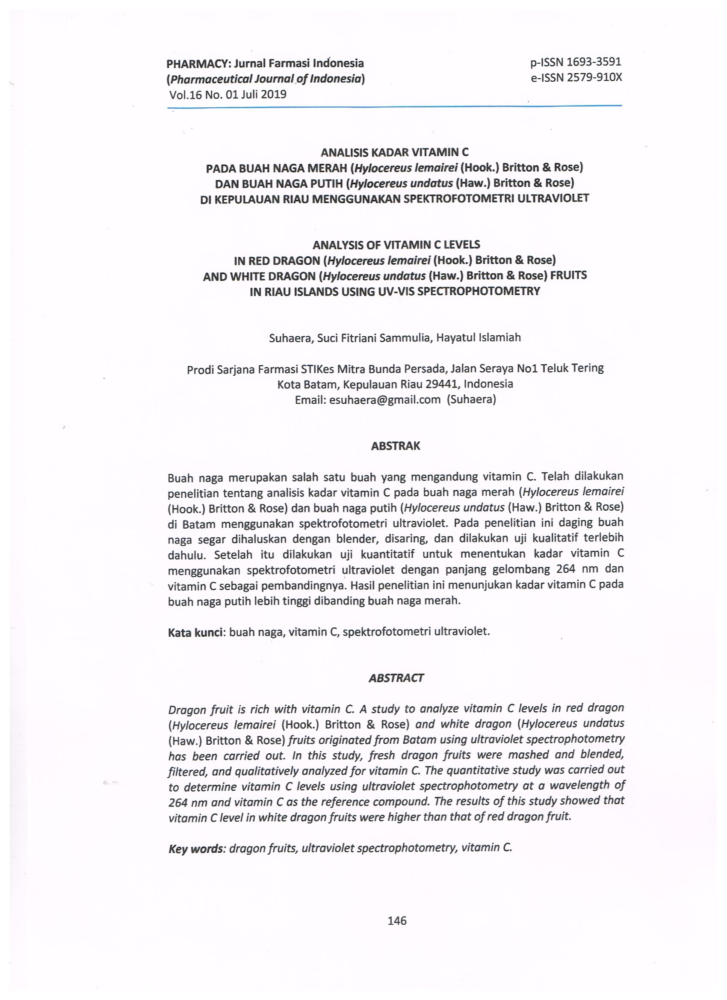 PHARMACY: Jurnal Farmasi Indonesia
(Pharmaceutical Journal of Indonesia)
Vol.16 No. 01 Juli 2019
p-ISSN 1693-3591
e-ISSN 2579-910X
ANALISIS KADAR VITAMIN C
PADA BUAH NAGA MERAH (Hylocereus lemairei (Hook.) Britton & Rose)
DAN BUAH NAGA PUTIH (Hylocereus undatus (Haw.) Britton & Rose)
DI KEPULAUAN RIAU MENGGUNAKAN SPEKTROFOTOMETRI ULTRAVIOLET
ANALYSIS OF VITAMIN C LEVELS
IN RED DRAGON (Hylocereus lemairei (Hook.) Britton & Rose)
AND WHITE DRAGON (Hylocereus undatus (Haw.) Britton & Rose) FRUITS
IN RIAU ISLANDS USING UV-VIS SPECTROPHOTOMETRY
Suhaera, Suci Fitriani Sammulia, Hayatul Islamiah
Prodi Sarjana Farmasi STIKes Mitra Bunda Persada, Jalan Seraya No1 Teluk Tering
Kota Batam, Kepulauan Riau 29441, Indonesia
Email: esuhaera@gmail.com (Suhaera)
ABSTRAK
Buah naga merupakan salah satu buah yang mengandung vitamin C. Telah dilakukan
penelitian tentang analisis kadar vitamin C pada buah naga merah (Hylocereus lemairei
(Hook.) Britton & Rose) dan buah naga putih (Hylocereus undatus (Haw.) Britton & Rose)
di Batam menggunakan spektrofotometri ultraviolet. Pada penelitian ini daging buah
naga segar dihaluskan dengan blender, disaring, dan dilakukan uji kualitatif terlebih
dahulu. Setelah itu dilakukan uji kuantitatif untuk menentukan kadar vitamin C
menggunakan spektrofotometri ultraviolet dengan panjang gelombang 264 nm dan
vitamin C sebagai pembandingnya. Hasil penelitian ini menunjukan kadar vitamin C pada
buah naga putih lebih tinggi dibanding buah naga merah.
Kata kunci: buah naga, vitamin C, spektrofotometri ultraviolet.
ABSTRACT
Dragon fruit is rich with vitamin C. A study to analyze vitamin C levels in red dragon
(Hylocereus lemairei (Hook.) Britton & Rose) and white dragon (Hylocereus undatus
(Haw.) Britton & Rose) fruits originated from Batam using ultraviolet spectrophotometry
has been carried out. In this study, fresh dragon fruits were mashed and blended,
filtered, and qualitatively analyzed for vitamin C. The quantitative study was carried out
to determine vitamin C levels using ultraviolet spectrophotometry at a wavelength of
264 nm and vitamin C as the reference compound. The results of this study showed that
vitamin C level in white dragon fruits were higher than that of red dragon fruit.
Key words: dragon fruits, ultraviolet spectrophotometry, vitamin C.
146